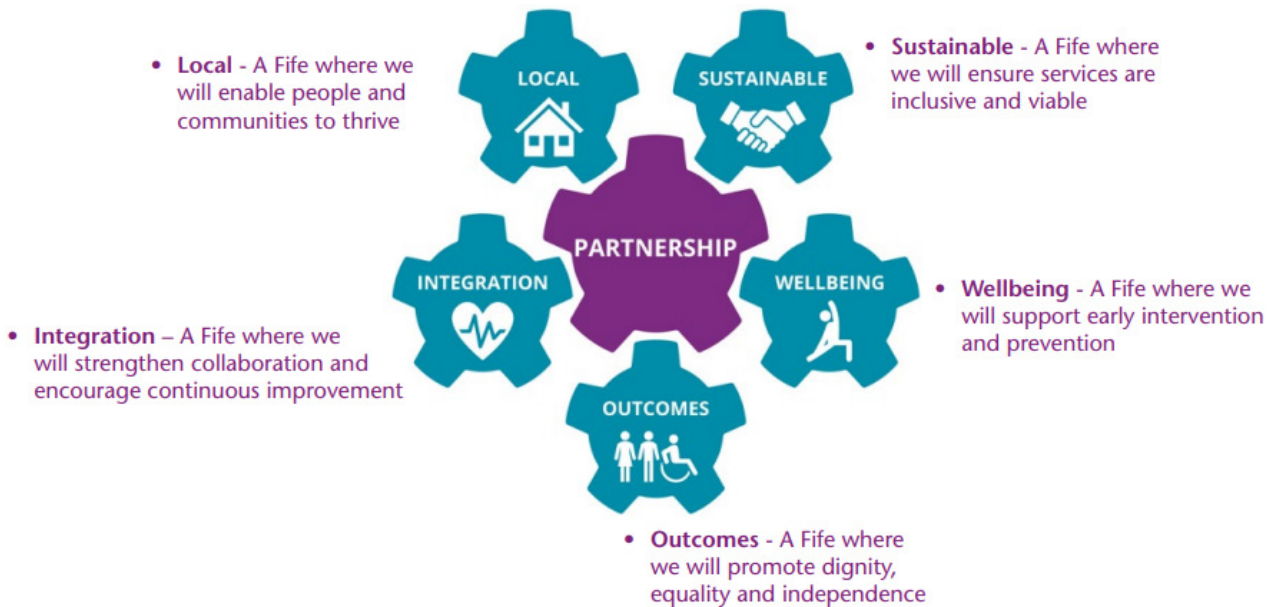 • Local - A Fife where we
will enable people and
communities to thrive
LOCAL
SUSTAINABLE
• Sustainable - A Fife where
we will ensure services are
inclusive and viable
PARTNERSHIP
INTEGRATION
WELLBEING
• Integration – A Fife where we
will strengthen collaboration and
encourage continuous improvement
• Wellbeing - A Fife where we
will support early intervention
and prevention
OUTCOMES
• Outcomes - A Fife where
we will promote dignity,
equality and independence